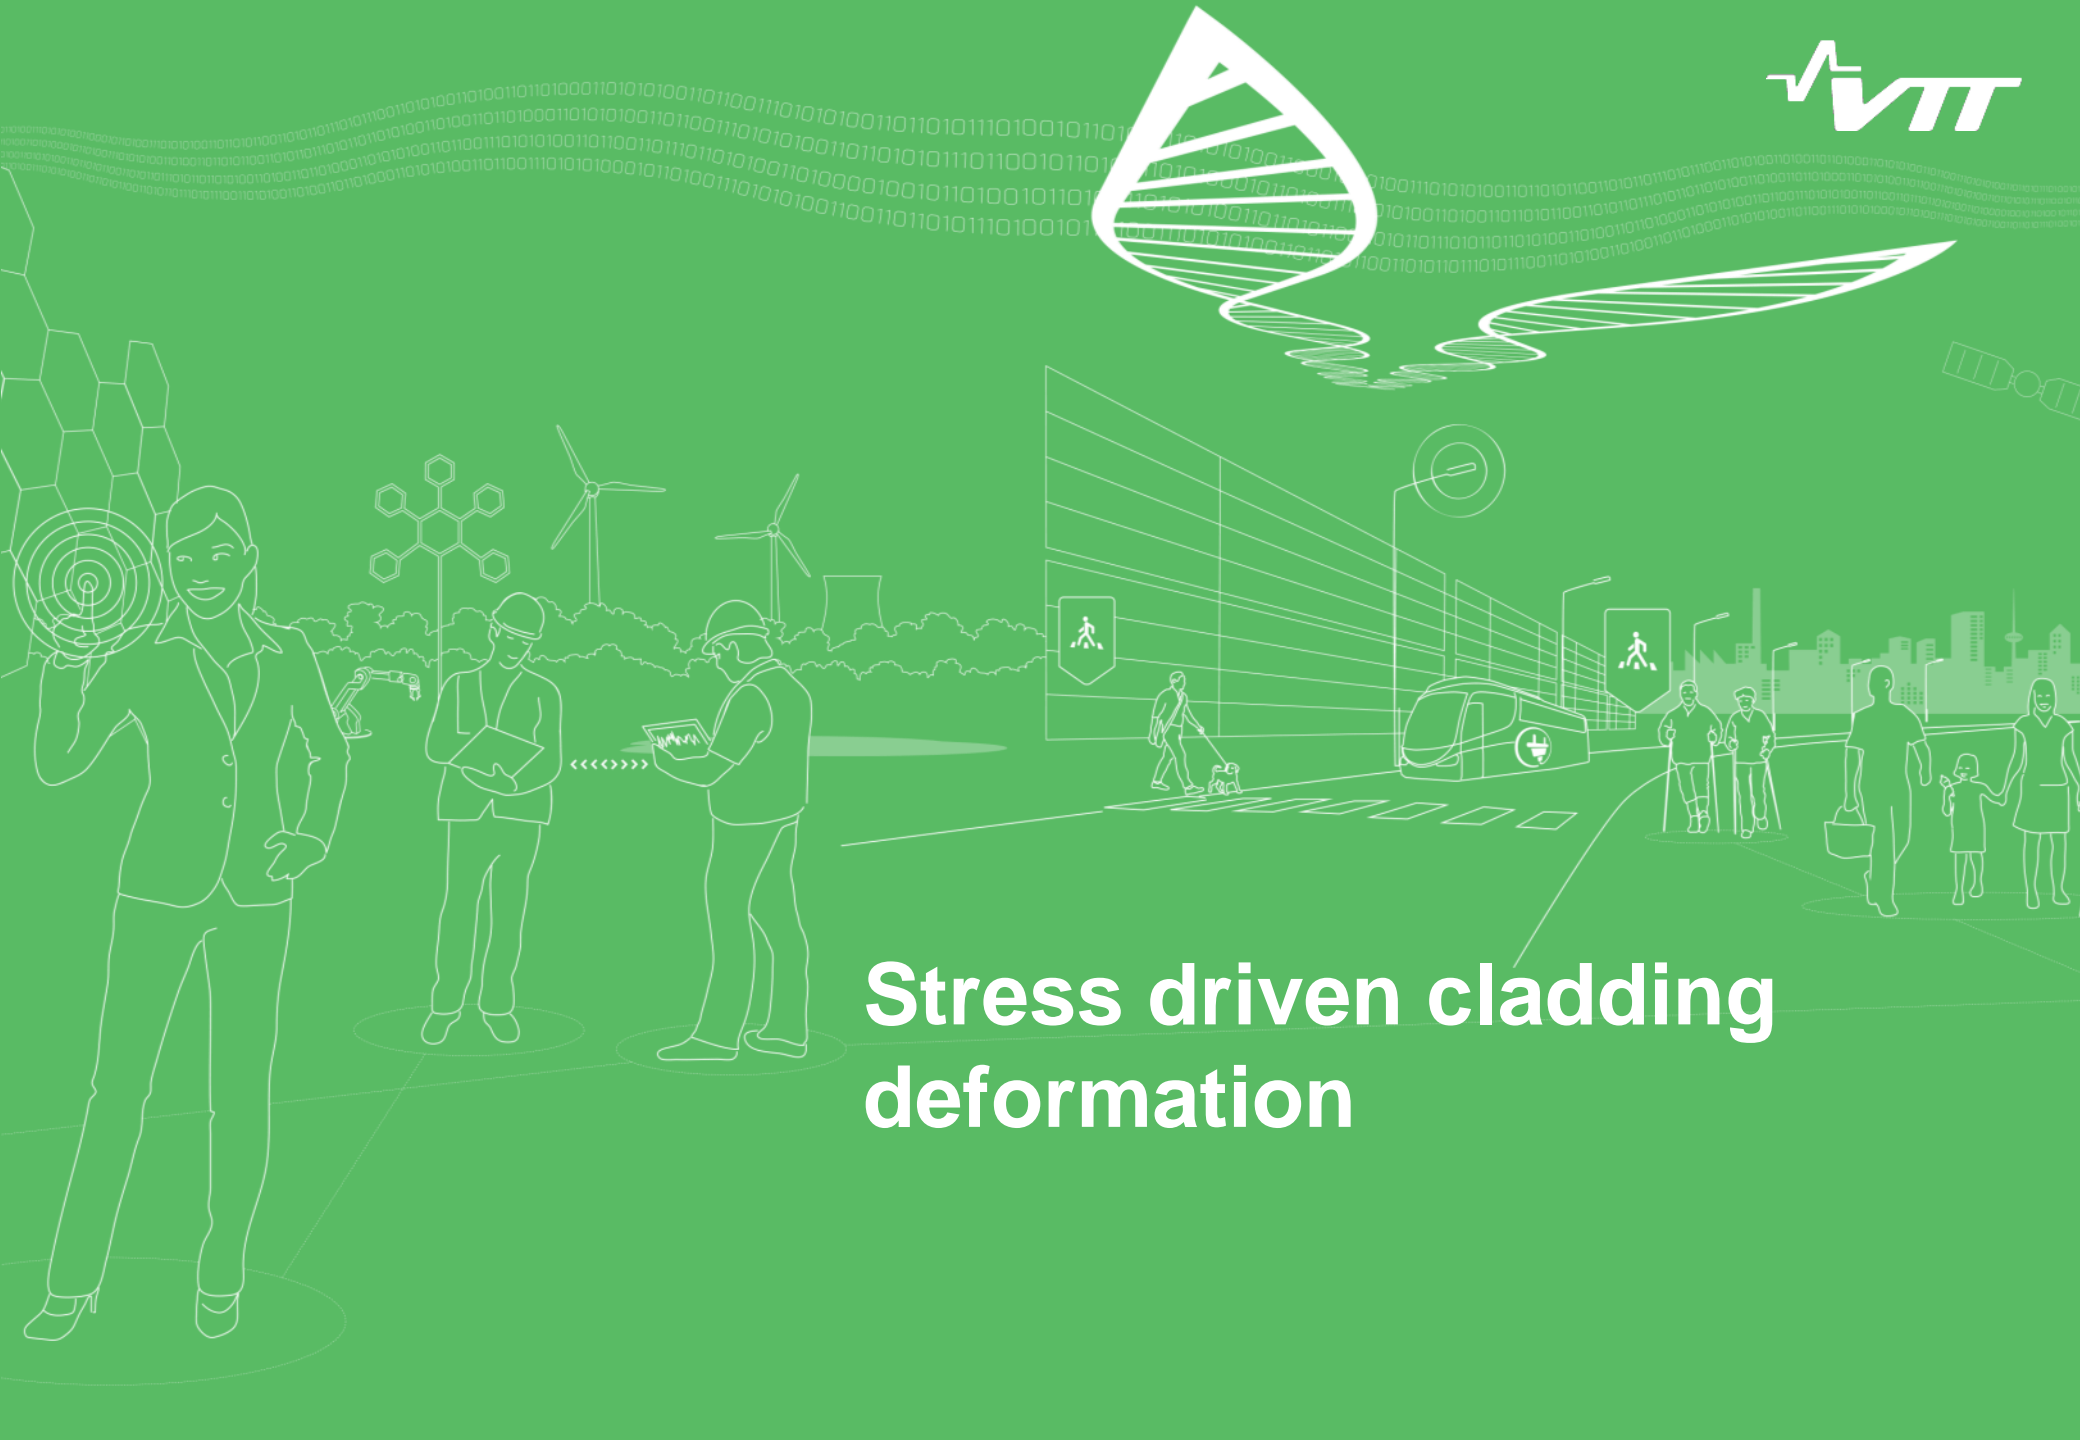 VTT
Stress driven cladding
deformation